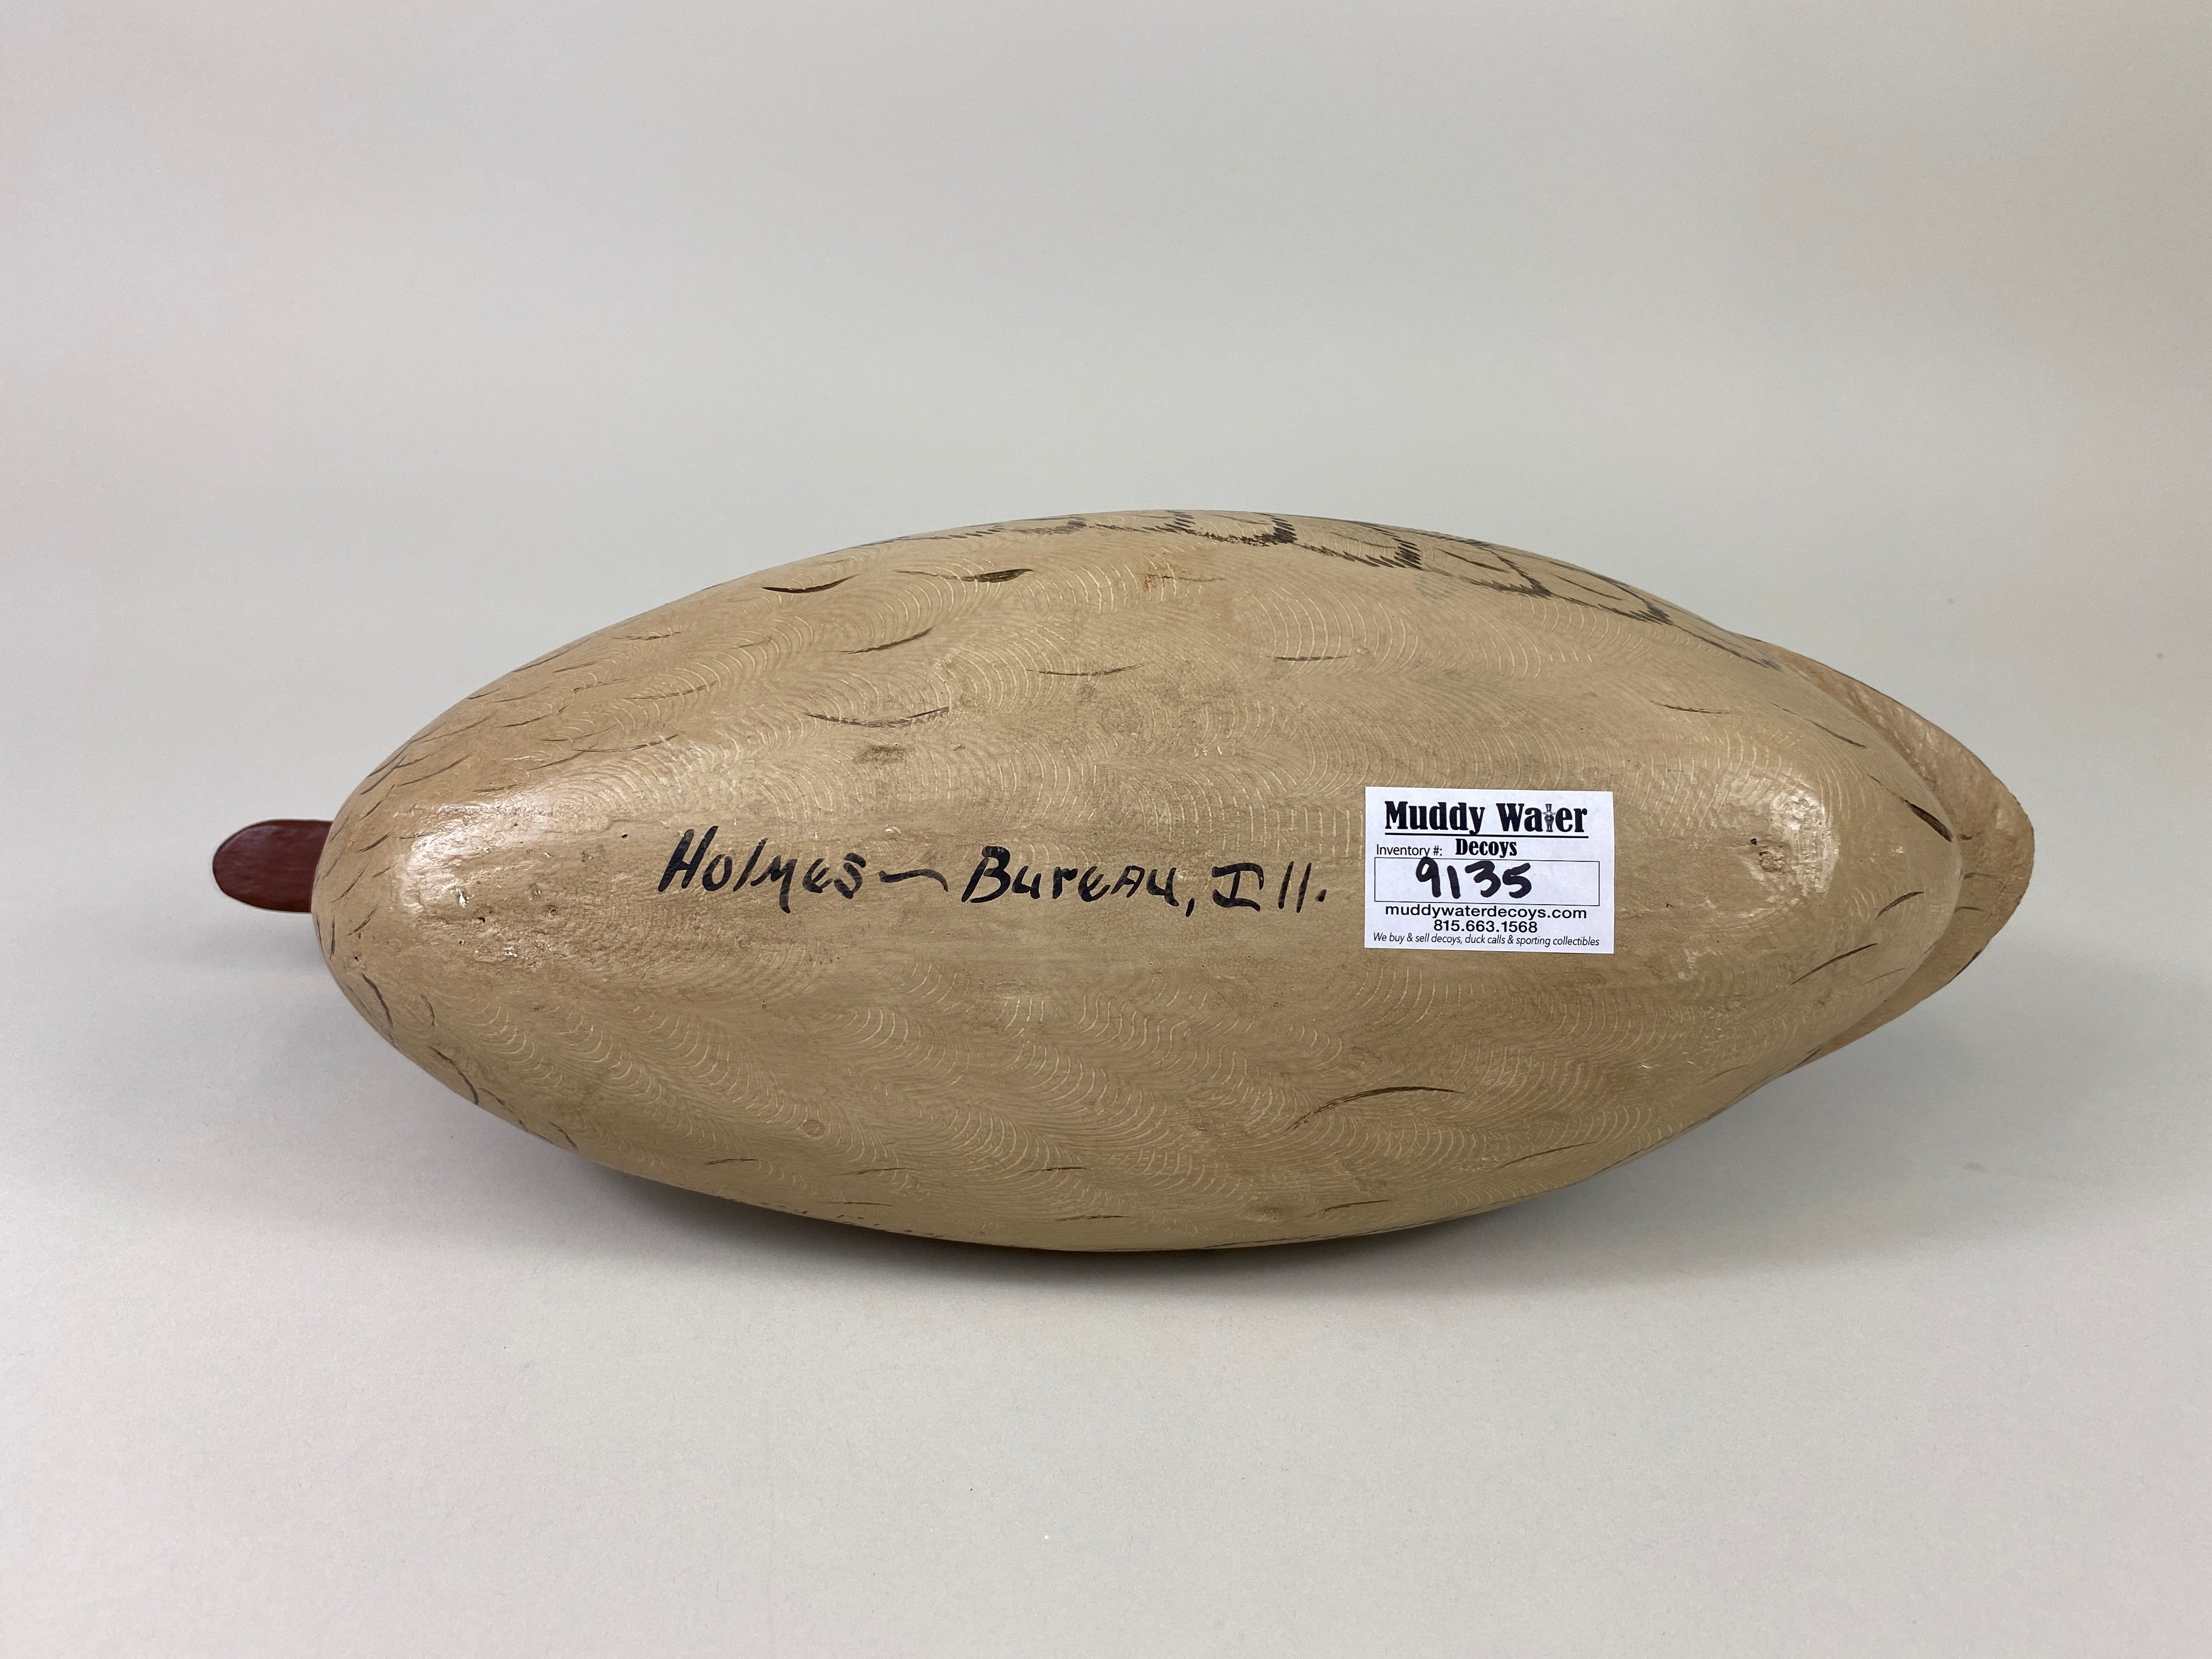 Holmes — Bureau, Ill.
Muddy Water
Inventory #: Decoys
9135
muddywaterdecoys.com
815.663.1568
We buy & sell decoys, duck calls & sporting collectibles